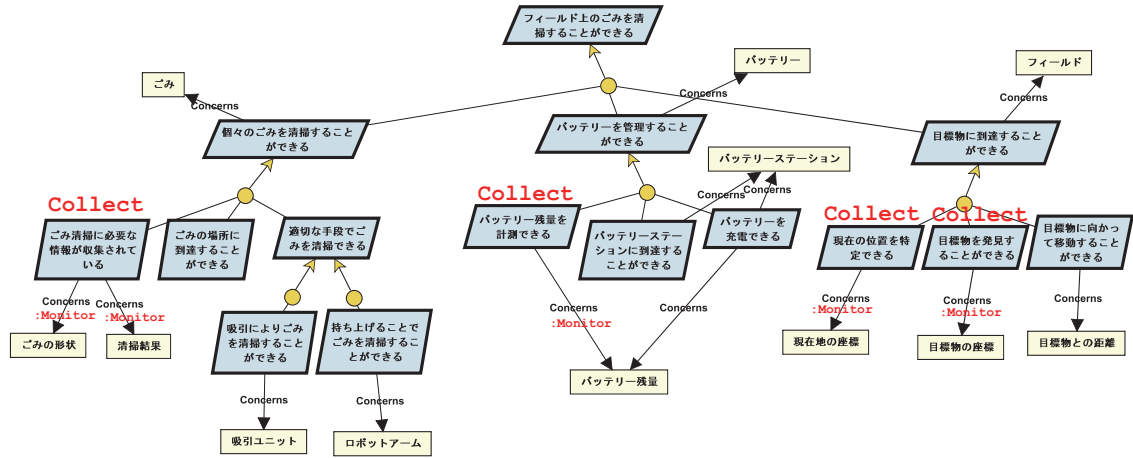 フィールド上のごみを清
掃することができる
バッテリー
フィールド
ごみ
Concerns
Concerns
Concerns
個々のごみを清掃すること
ができる
バッテリーを管理すること
ができる
目標物に到達すること
ができる
バッテリーステーション
Concerns
Concerns
Collect
Collect
Collect
Collect
ごみ清掃に必要な
情報が収集されて
いる
ごみの場所に
到達すること
ができる
適切な手段でご
みを清掃できる
バッテリー残量を
計測できる
バッテリーステー
ションに到達する
ことができる
バッテリーを
充電できる
現在の位置を特
定できる
目標物を発見す
ることができる
目標物に向かっ
て移動すること
ができる
Concerns
:Monitor
Concerns
:Monitor
Concerns
:Monitor
Concerns
Concerns
:Monitor
Concerns
:Monitor
Concerns
ごみの形状
清掃結果
吸引によりごみ
を清掃することが
できる
持ち上げることで
ごみを清掃するこ
とができる
現在地の座標
目標物の座標
目標物との距離
バッテリー残量
Concerns
Concerns
吸引ユニット
ロボットアーム